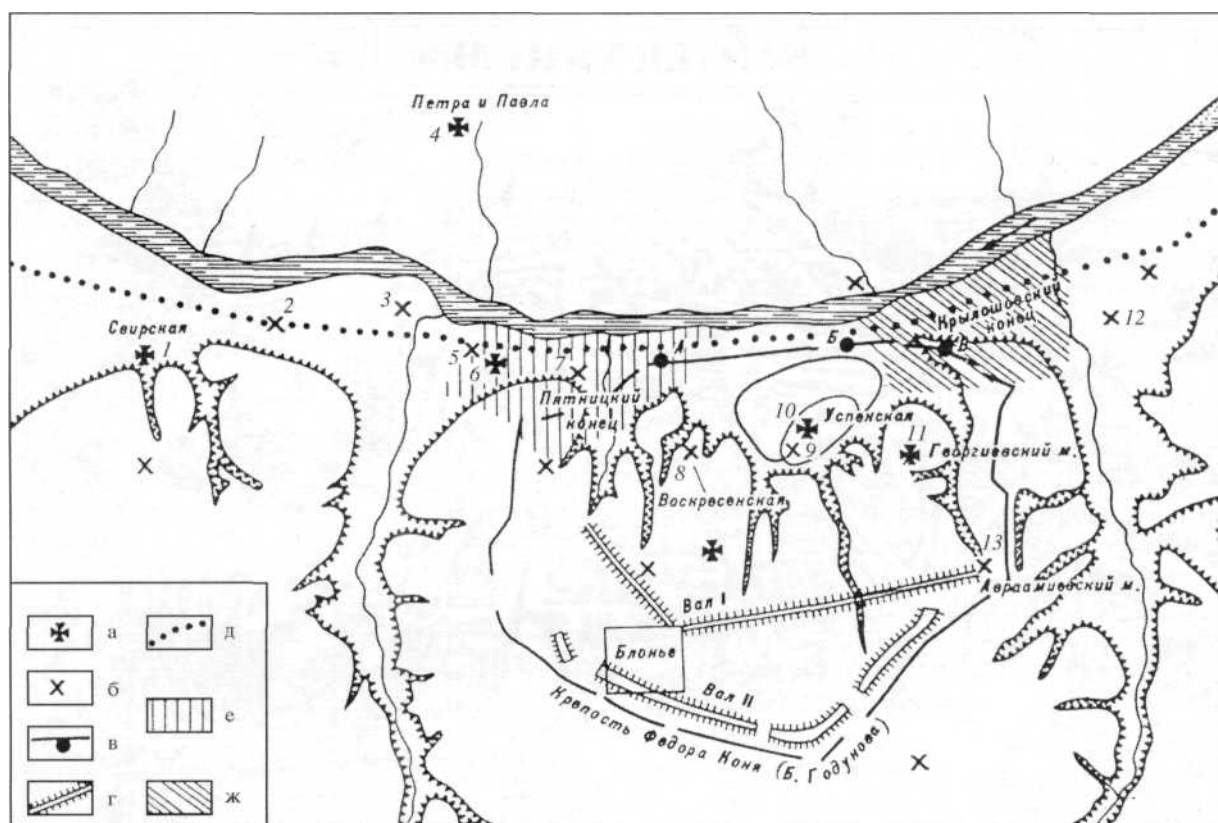 Петра и Павла
4
Свирская
1
2
3
5
6
7
А
Б
В
Крылошовский
конец
12
Пятницкий
конец
10
Успенская
9
11
Георгиевский м.
8
Воскресенская
13
Авраамиевский м.
Вал I
Блонье
Вал II
Крепость Федора Коня (Б. Годунова)
а
б
в
г
д
е
ж